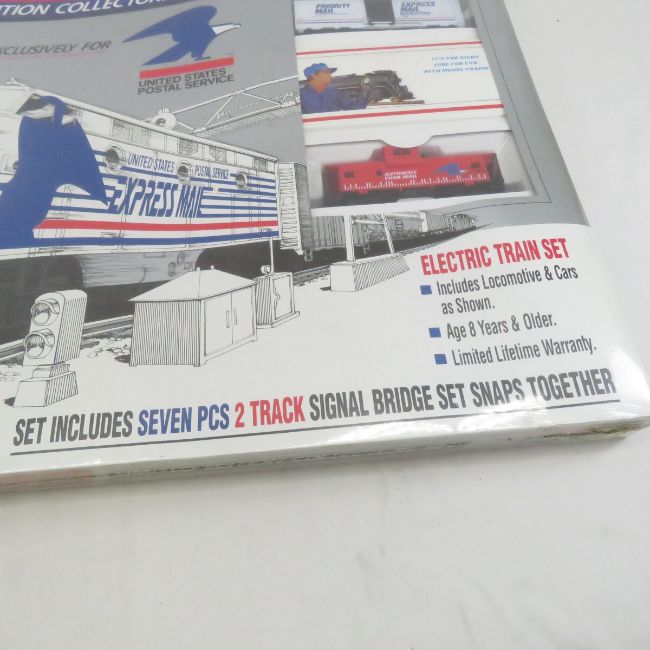 TION COLLECTOR
XCLUSIVELY FOR
UNITED STATES
POSTAL SERVICE
PRIORITY
MAIL
EXPRESS
MAIL
IT'S THE RIGHT
TIME FOR FUN
WITH MODEL TRAINS
AUTOMATE
YOUR MAIL
UNITED STATES POSTAL SERVICE
EXPRESS MAIL
ELECTRIC TRAIN SET
Includes Locomotive & Cars
as Shown.
Age 8 Years & Older.
Limited Lifetime Warranty.
SET INCLUDES SEVEN PCS 2 TRACK SIGNAL BRIDGE SET SNAPS TOGETHER